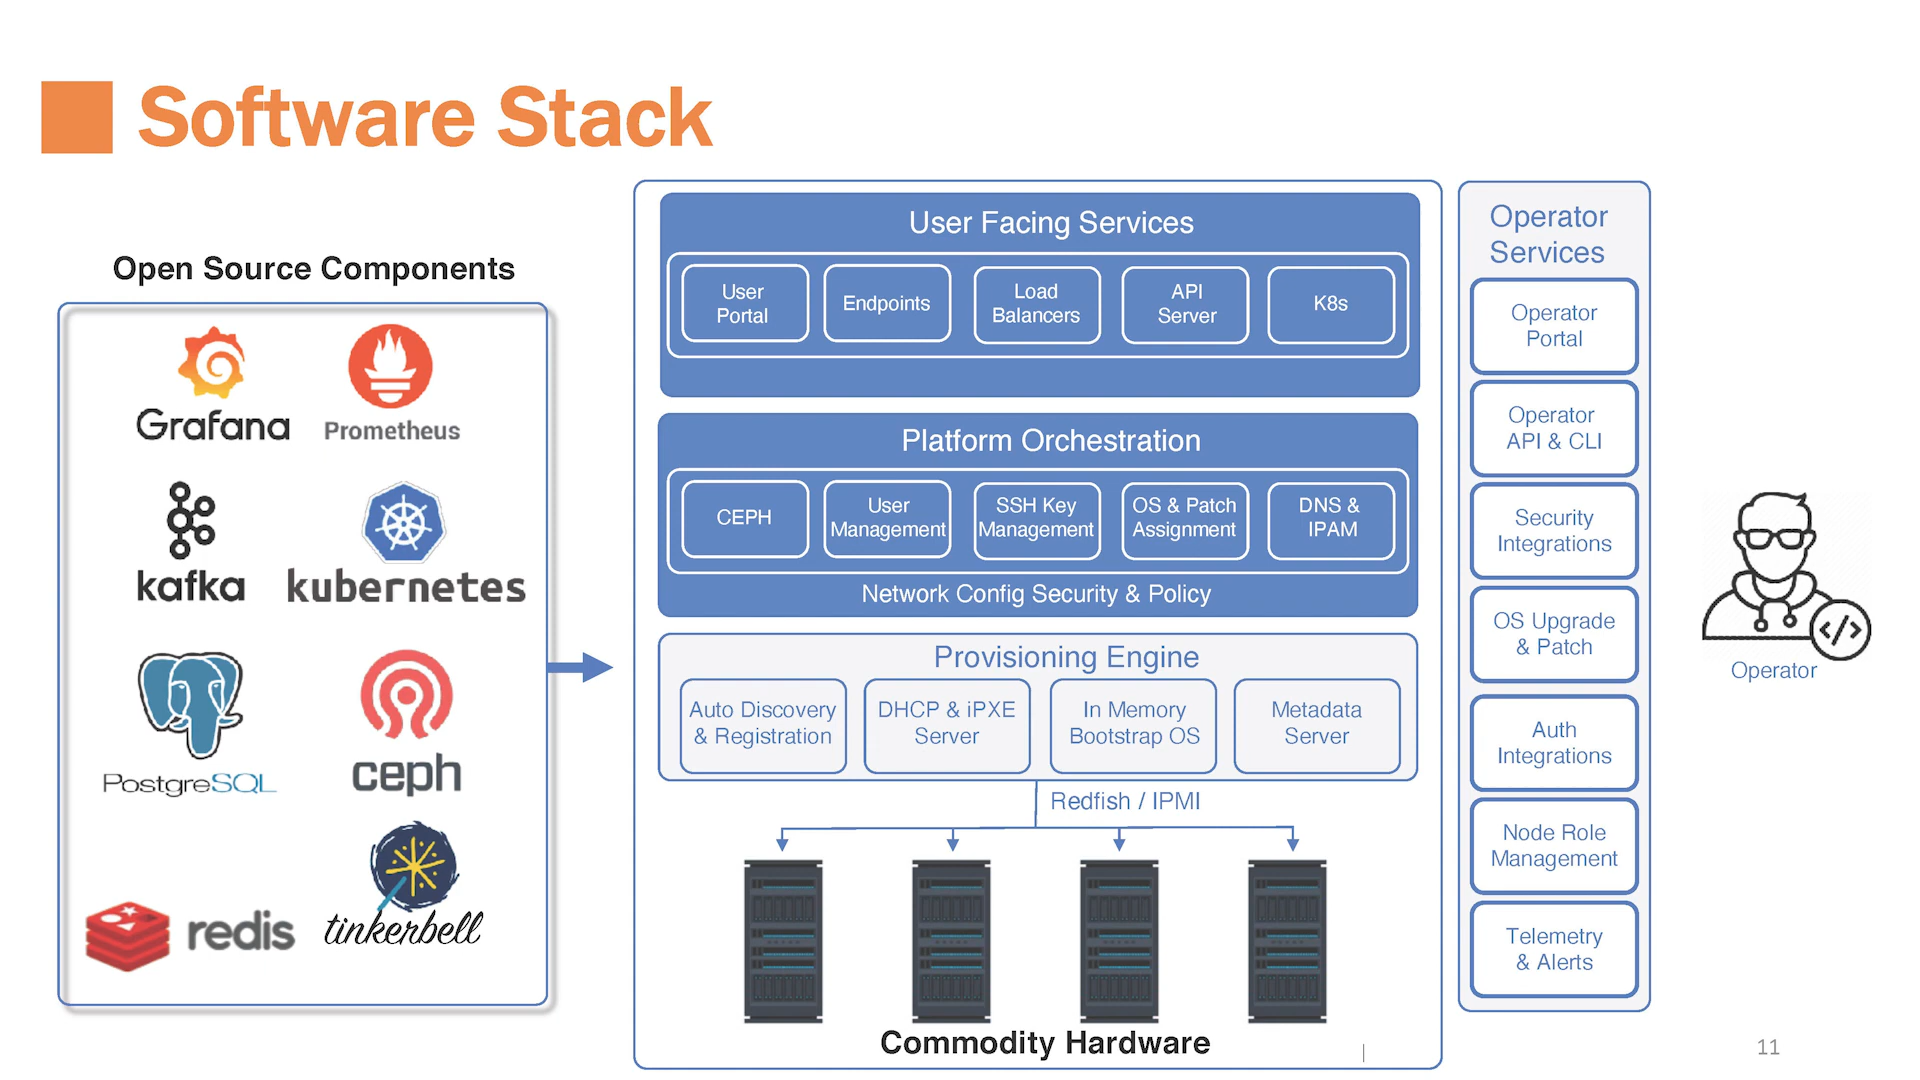 Software Stack
Open Source Components
Grafana
Prometheus
kafka
kubernetes
PostgreSQL
ceph
redis
tinkerbell
User Facing Services
User
Portal
Endpoints
Load
Balancers
API
Server
K8s
Platform Orchestration
CEPH
User
Management
SSH Key
Management
OS & Patch
Assignment
DNS &
IPAM
Network Config Security & Policy
Provisioning Engine
Auto Discovery
& Registration
DHCP & iPXE
Server
In Memory
Bootstrap OS
Metadata
Server
Redfish / IPMI
Commodity Hardware
Operator
Services
Operator
Portal
Operator
API & CLI
Security
Integrations
OS Upgrade
& Patch
Auth
Integrations
Node Role
Management
Telemetry
& Alerts
</>
Operator
|
11